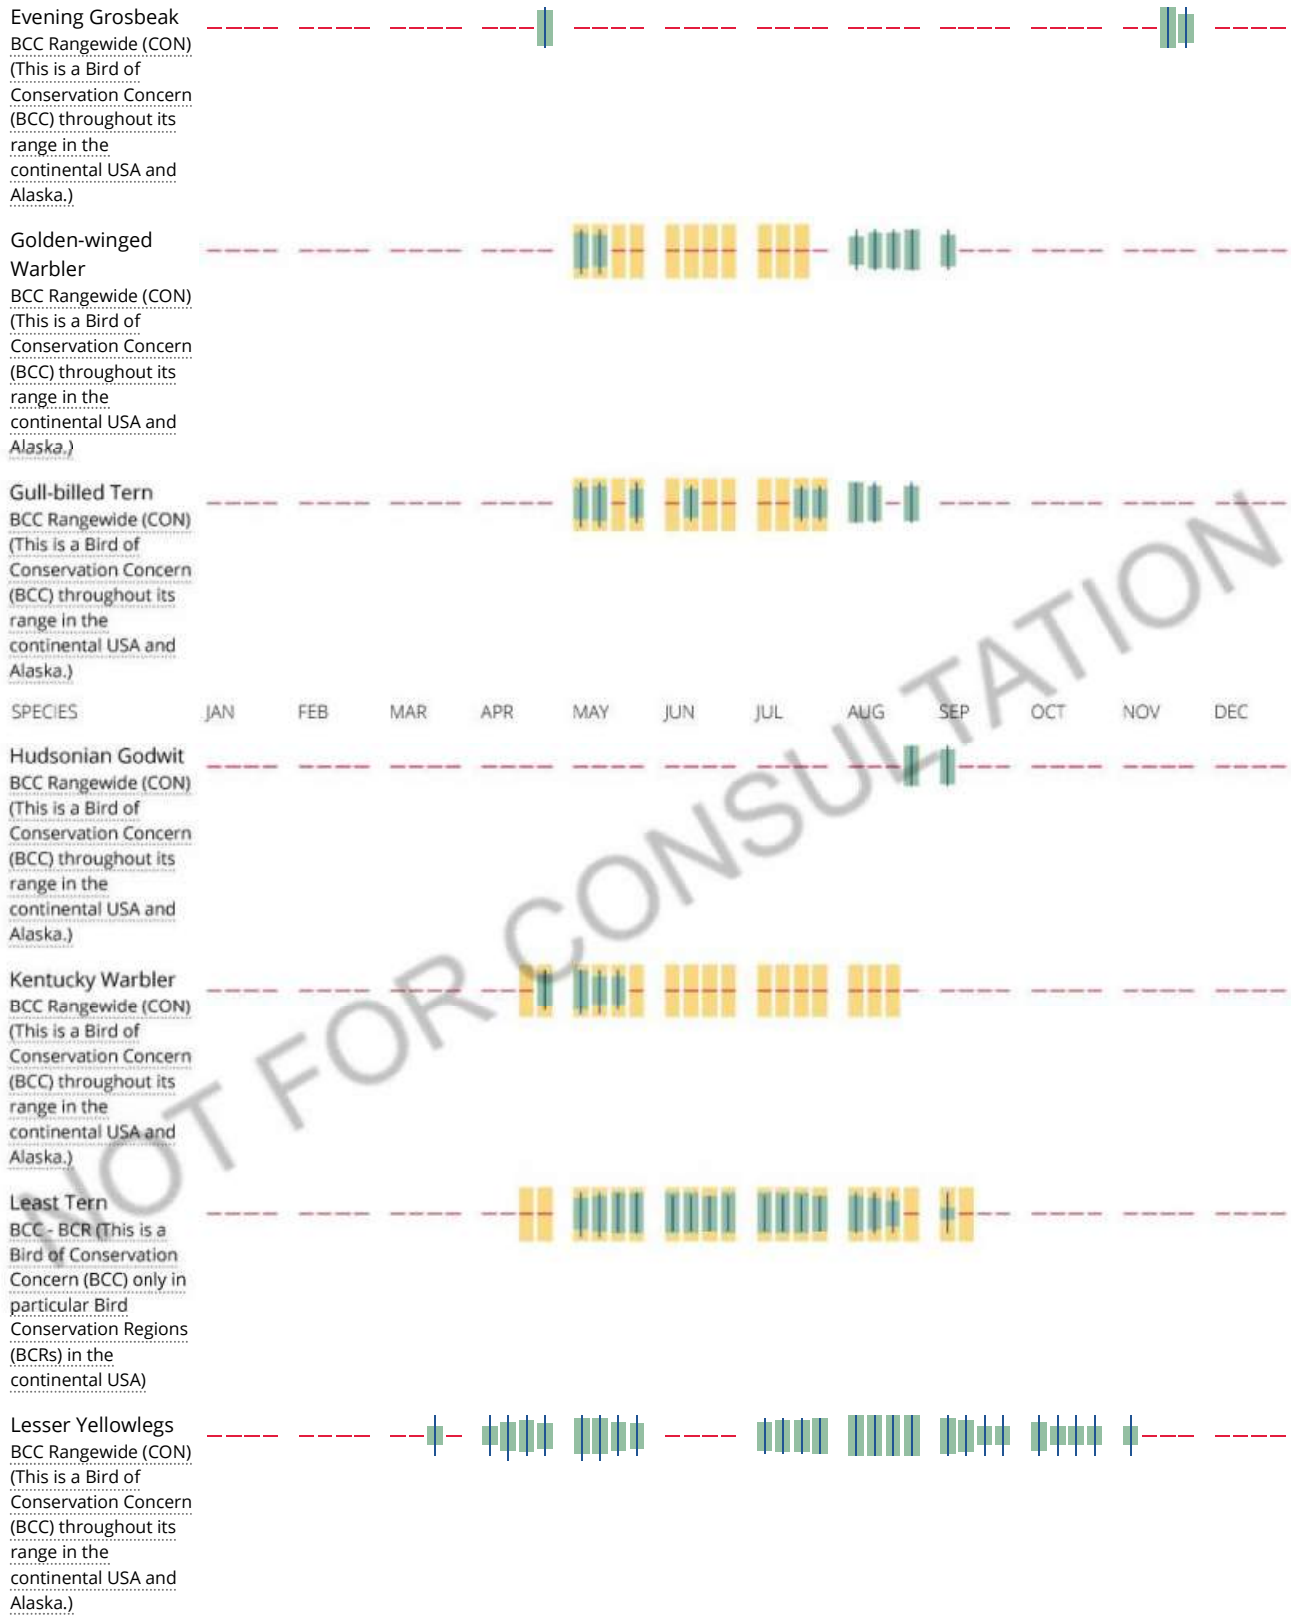 Evening Grosbeak
BCC Rangewide (CON)
(This is a Bird of
Conservation Concern
(BCC) throughout its
range in the
continental USA and
Alaska.)
Golden-winged
Warbler
BCC Rangewide (CON)
(This is a Bird of
Conservation Concern
(BCC) throughout its
range in the
continental USA and
Alaska.)
Gull-billed Tern
BCC Rangewide (CON)
(This is a Bird of
Conservation Concern
(BCC) throughout its
range in the
continental USA and
Alaska.)
SPECIES JAN FEB MAR APR MAY JUN JUL AUG SEP OCT NOV DEC
Hudsonian Godwit
BCC Rangewide (CON)
(This is a Bird of
Conservation Concern
(BCC) throughout its
range in the
continental USA and
Alaska.)
Kentucky Warbler
BCC Rangewide (CON)
(This is a Bird of
Conservation Concern
(BCC) throughout its
range in the
continental USA and
Alaska.)
Least Tern
BCC - BCR (This is a
Bird of Conservation
Concern (BCC) only in
particular Bird
Conservation Regions
(BCRs) in the
continental USA)
Lesser Yellowlegs
BCC Rangewide (CON)
(This is a Bird of
Conservation Concern
(BCC) throughout its
range in the
continental USA and
Alaska.)
NOT FOR CONSULTATION